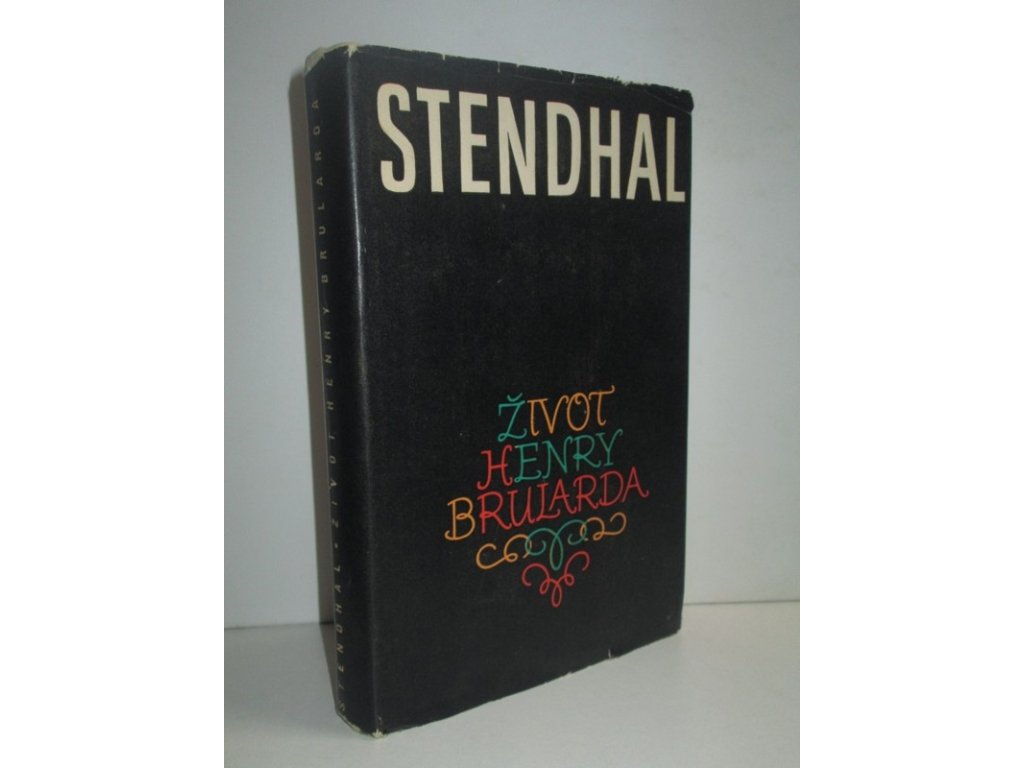 STENDHAL
ŽIVOT
HENRY
BRULARDA
STENDHAL • ŽIVOT HENRY BRULARDA